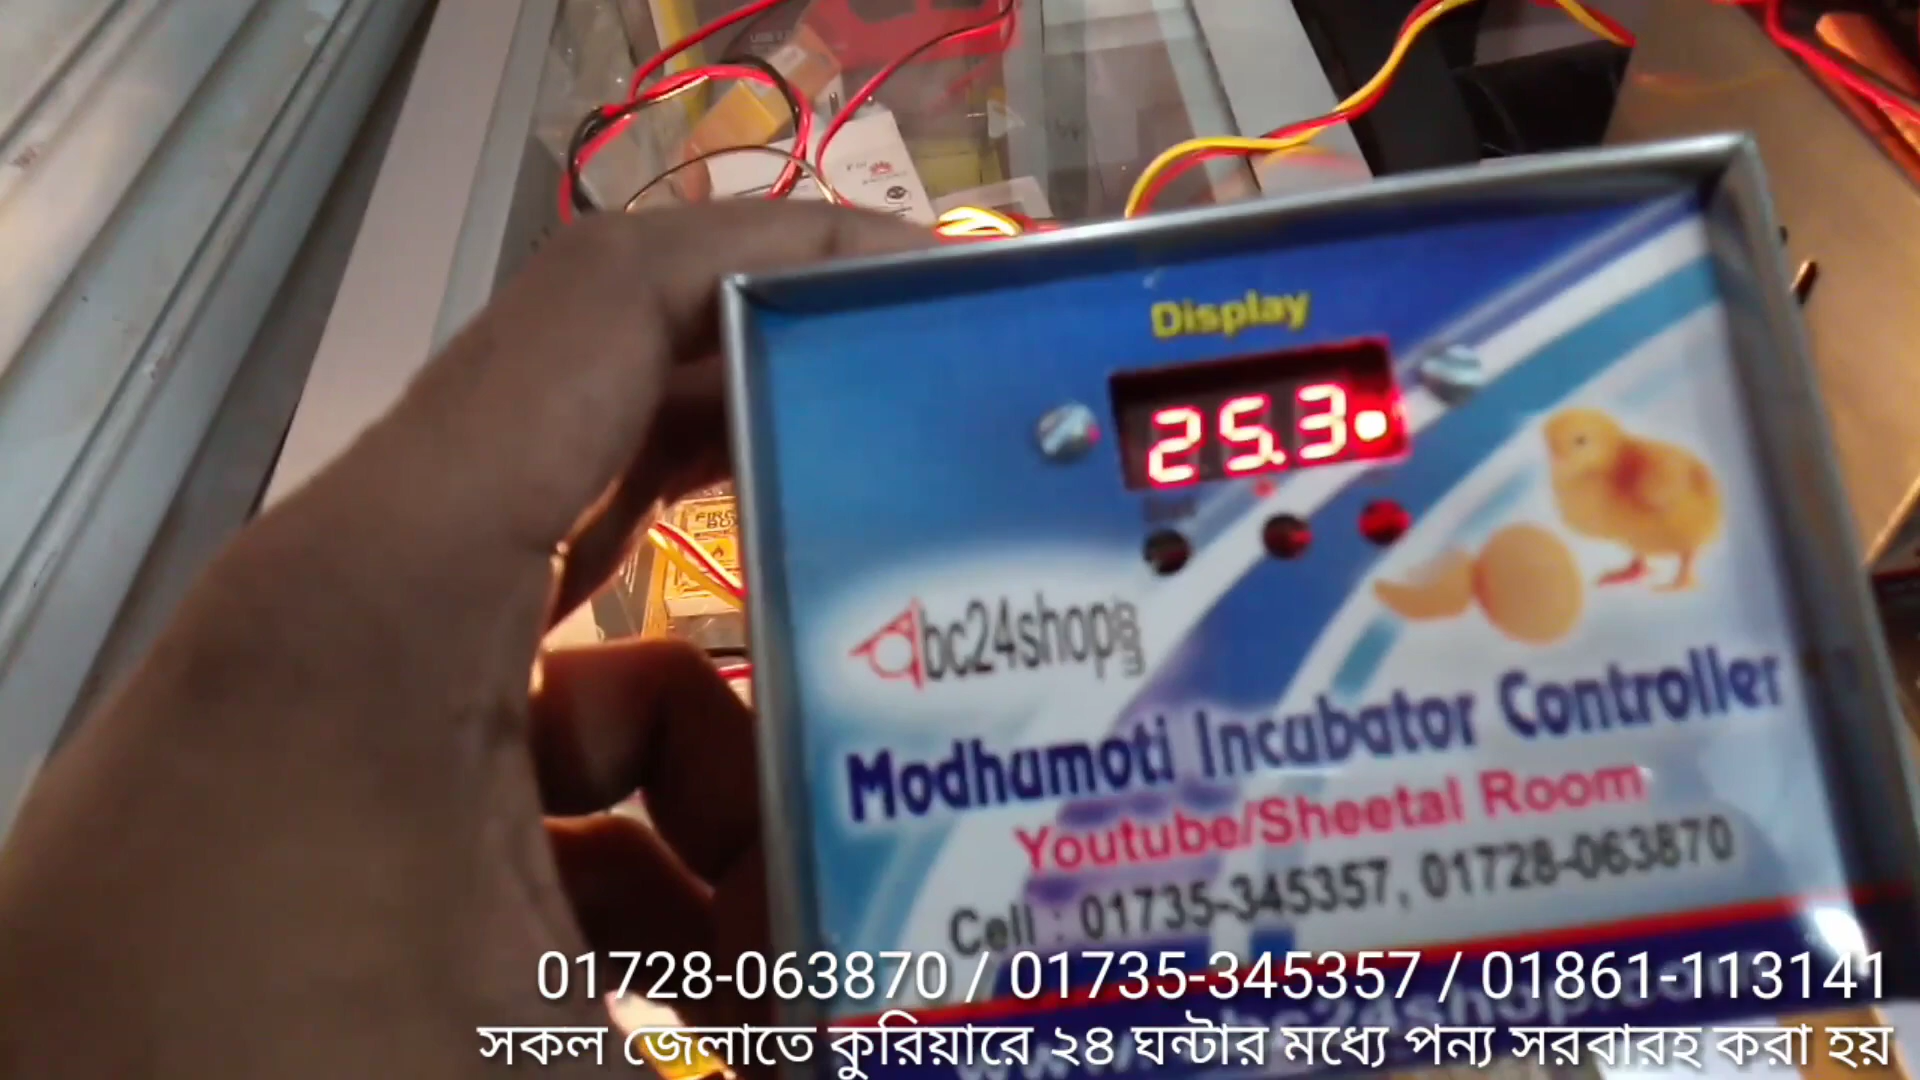 Display
25.3
abc24shop.com
Modhumoti Incubator Controller
Youtube/Sheetal Room
Cell : 01735-345357, 01728-063870
01728-063870 / 01735-345357 / 01861-113141
সকল জেলাতে কুরিয়ারে ২৪ ঘন্টার মধ্যে পন্য সরবারহ করা হয়